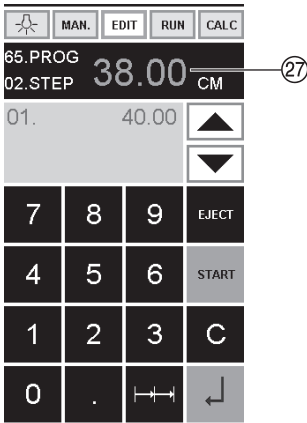 MAN. EDIT RUN CALC
65.PROG
02.STEP 38.00 CM
27
01. 40.00
7 8 9 EJECT
4 5 6 START
1 2 3 C
0 .